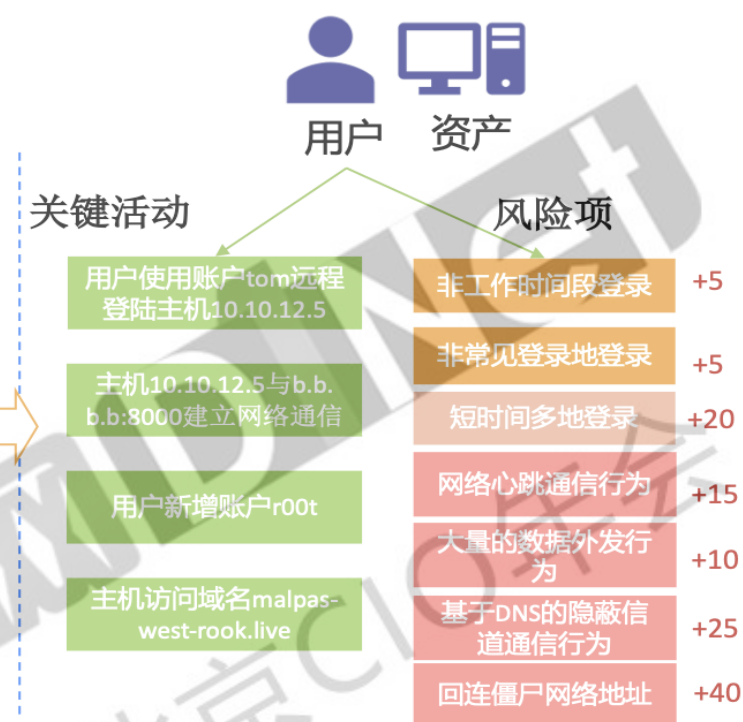 用户
资产
关键活动
风险项
用户使用账户tom远程
登陆主机10.10.12.5
主机10.10.12.5与b.b.
b.b:8000建立网络通信
用户新增账户r00t
主机访问域名malpas-
west-rook.live
非工作时间段登录
+5
非常见登录地登录
+5
短时间多地登录
+20
网络心跳通信行为
+15
大量的数据外发行
为
+10
基于DNS的隐蔽信
道通信行为
+25
回连僵尸网络地址
+40
京CIO年会